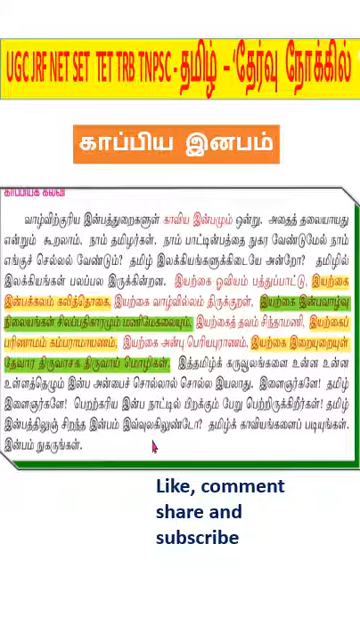 UGC JRF NET SET TET TRB TNPSC - தமிழ் – 'தேர்வு நோக்கில்
காப்பிய இனபம்
காப்பியக் கல்வி
வாழ்விற்குரிய இன்பத்துறைகளுள் காவிய இன்பமும் ஒன்று. அதைத் தலையாயது
என்றும் கூறலாம். நாம் தமிழர்கள். நாம் பாட்டின்பத்தை நுகர வேண்டுமேல் நாம்
எங்குச் செல்லல் வேண்டும்? தமிழ் இலக்கியங்களுக்கிடையே அன்றோ? தமிழில்
இலக்கியங்கள் பலப்பல இருக்கின்றன. இயற்கை ஓவியம் பத்துப்பாட்டு, இயற்கை
இன்பக்கலம் கலித்தொகை, இயற்கை வாழ்வில்லம் திருக்குறள், இயற்கை இன்பவாழ்வு
நிலையங்கள் சிலப்பதிகாரமும் மணிமேகலையும், இயற்கைத் தவம் சிந்தாமணி, இயற்கைப்
பரிணாமம் கம்பராமாயணம், இயற்கை அன்பு பெரியபுராணம், இயற்கை இறையுறையுள்
தேவார திருவாசக திருவாய் மொழிகள். இத்தமிழ்க் கருவூலங்களை உன்ன உன்ன
உள்ளத்தெழும் இன்ப அன்பைச் சொல்லால் சொல்ல இயலாது. இளைஞர்களே! தமிழ்
இளைஞர்களே! பெறற்கரிய இன்ப நாட்டில் பிறக்கும் பேறு பெற்றிருக்கிறீர்கள்! தமிழ்
இன்பத்திலுஞ் சிறந்த இன்பம் இவ்வுலகிலுண்டோ? தமிழ்க் காவியங்களைப் படியுங்கள்.
இன்பம் நுகருங்கள்.
Like, comment
share and
subscribe